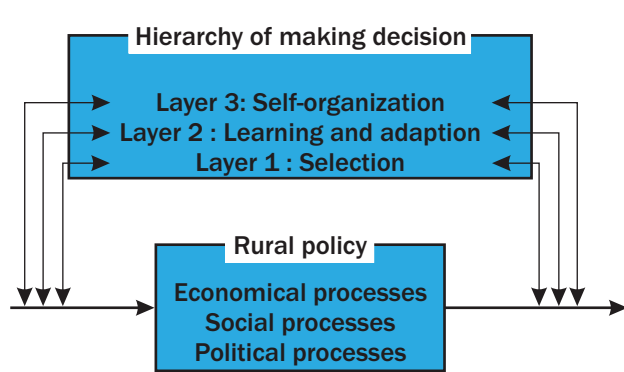 Hierarchy of making decision
Layer 3: Self-organization
Layer 2 : Learning and adaption
Layer 1 : Selection
Rural policy
Economical processes
Social processes
Political processes